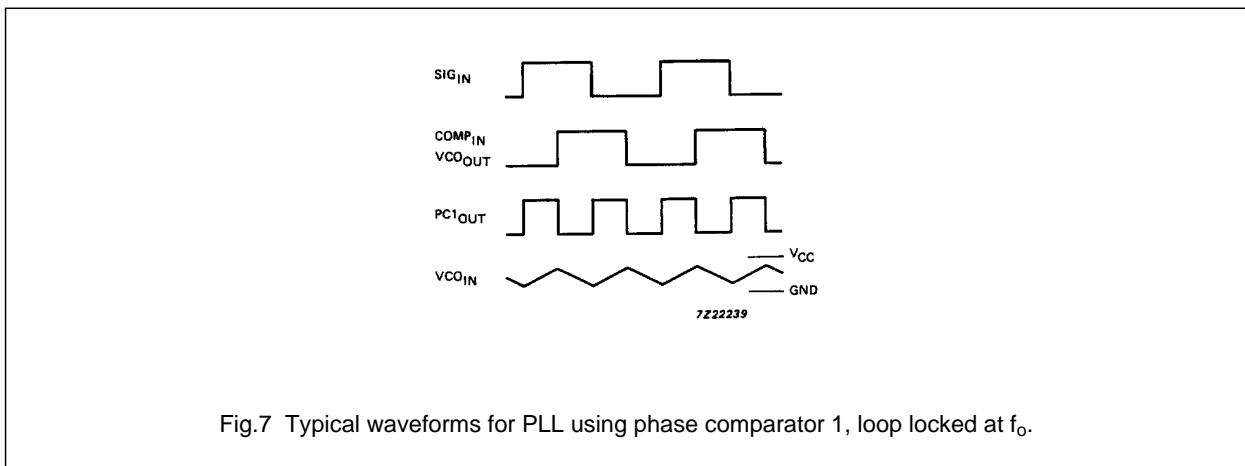 SIG_IN
COMP_IN
VCO_OUT
PC1_OUT
V_CC
VCO_IN
GND
7Z22239
Fig.7 Typical waveforms for PLL using phase comparator 1, loop locked at f_o.